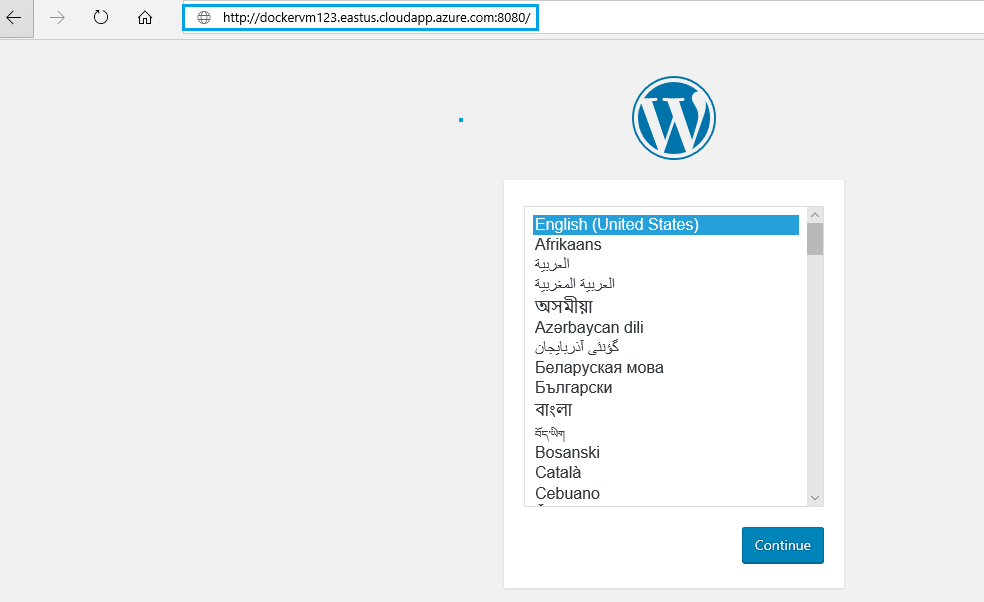 http://dockervm123.eastus.cloudapp.azure.com:8080/
English (United States)
Afrikaans
العربية
العربية المغربية
অসমীয়া
Azərbaycan dili
گؤنئی آذربایجان
Беларуская мова
Български
বাংলা
བོད་ཡིག
Bosanski
Català
Cebuano
Continue